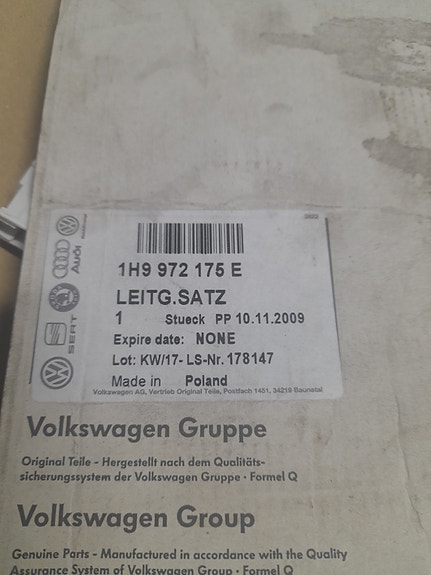 2803
Audi
SEAT
1H9 972 175 E
LEITG.SATZ
1 Stueck PP 10.11.2009
Expire date: NONE
Lot: KW/17- LS-Nr. 178147
Made in Poland
Volkswagen AG, Vertrieb Original Teile, Postfach 1451, 34219 Baunatal
Volkswagen Gruppe
Original Teile - Hergestellt nach dem Qualitäts-
sicherungssystem der Volkswagen Gruppe · Formel Q
Volkswagen Group
Genuine Parts - Manufactured in accordance with the Quality
Assurance System of Volkswagen Group · Formel Q